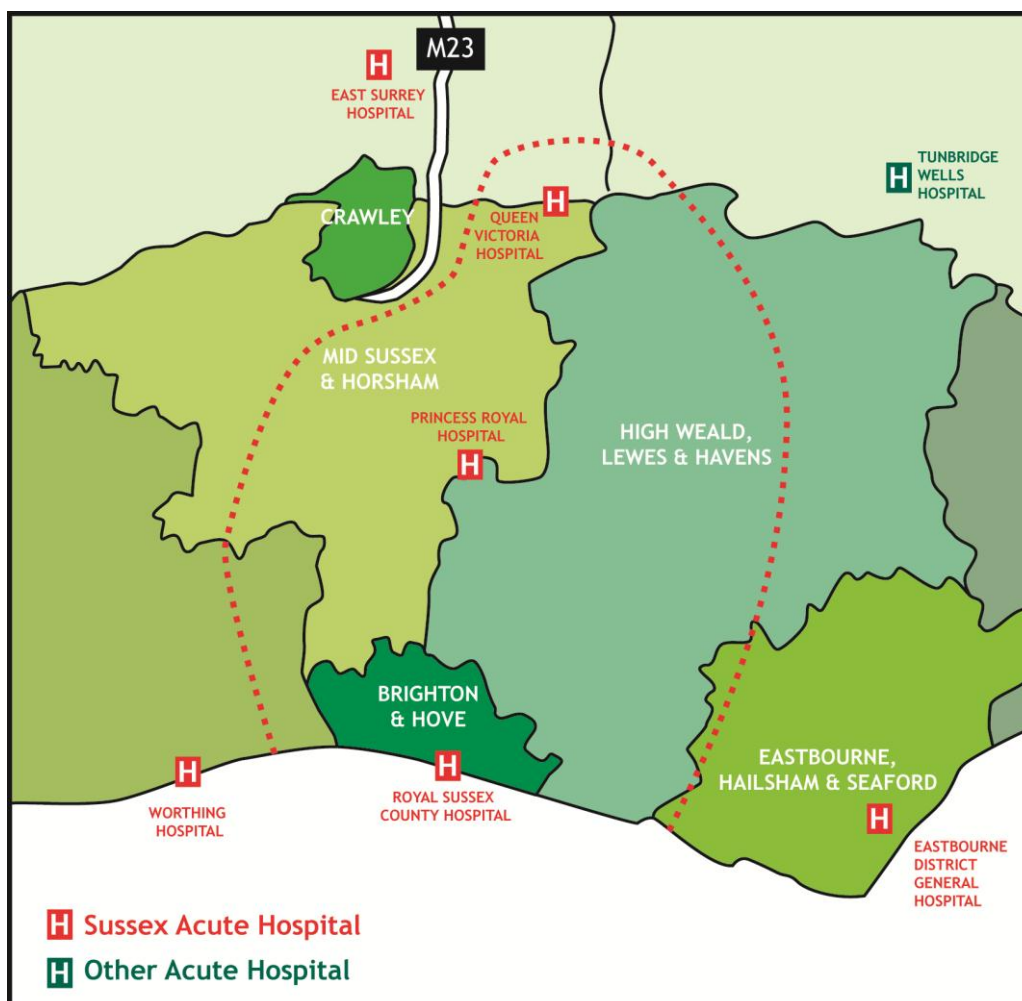 M23
H
EAST SURREY
HOSPITAL
H
TUNBRIDGE
WELLS
HOSPITAL
CRAWLEY
H
QUEEN
VICTORIA
HOSPITAL
MID SUSSEX
& HORSHAM
PRINCESS ROYAL
HOSPITAL
H
HIGH WEALD,
LEWES & HAVENS
BRIGHTON
& HOVE
H
WORTHING
HOSPITAL
H
ROYAL SUSSEX
COUNTY HOSPITAL
EASTBOURNE,
HAILSHAM & SEAFORD
H
EASTBOURNE
DISTRICT
GENERAL
HOSPITAL
H Sussex Acute Hospital
H Other Acute Hospital